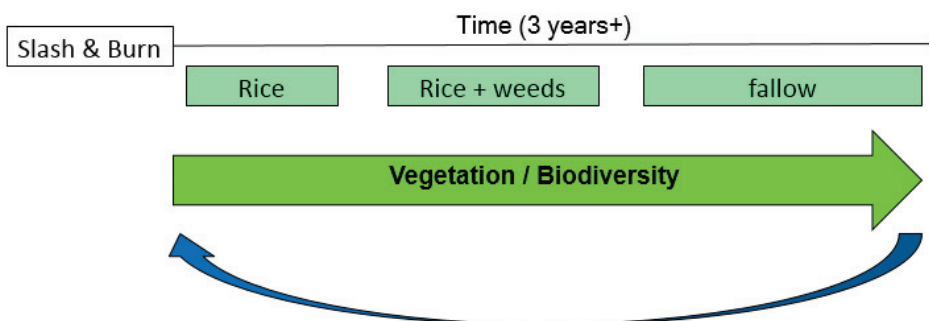 Time (3 years+)
Slash & Burn
Rice
Rice + weeds
fallow
Vegetation / Biodiversity